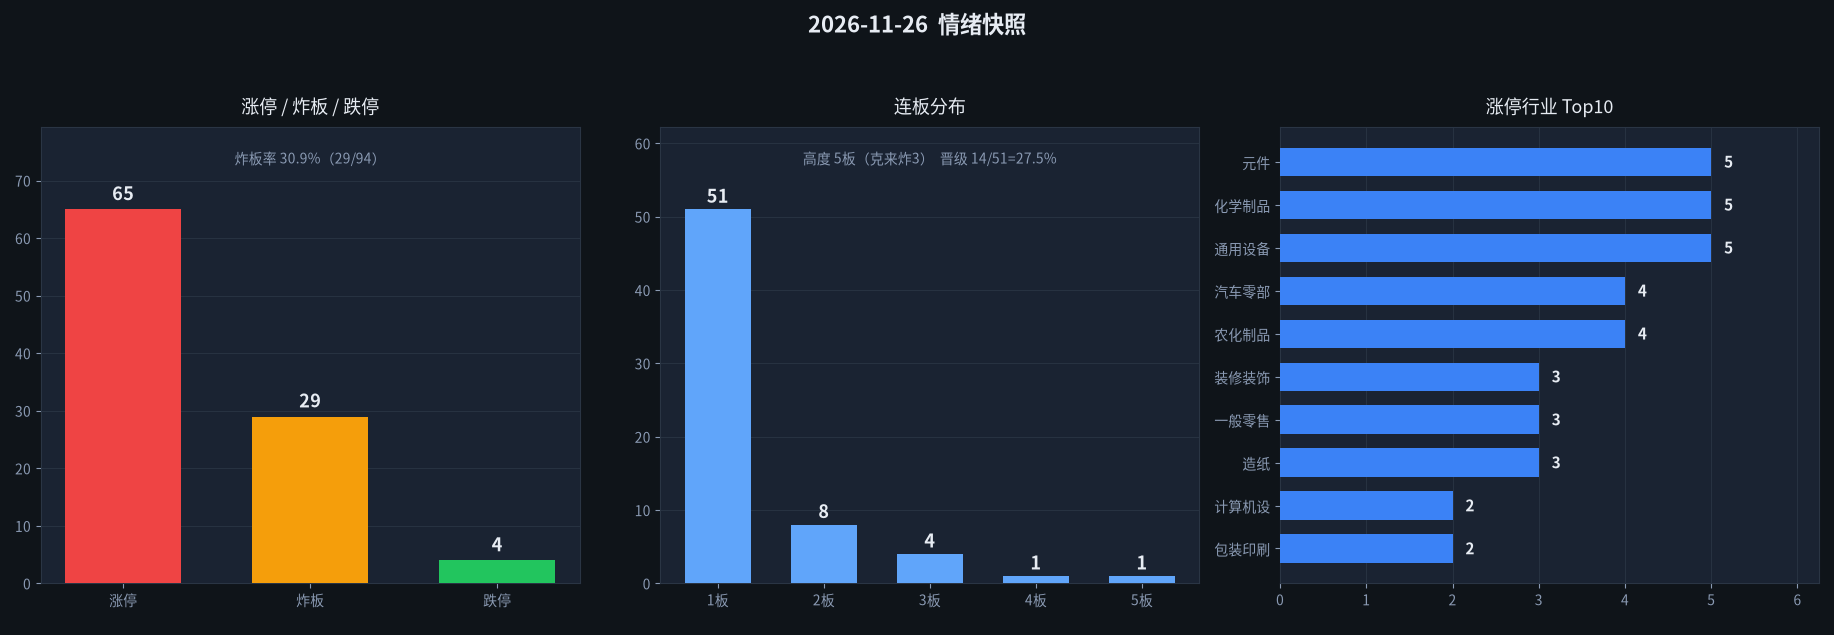 2026-11-26 情绪快照
涨停 / 炸板 / 跌停
炸板率 30.9%（29/94）
70
60
50
40
30
20
10
0
65
29
4
涨停
炸板
跌停
连板分布
高度 5板（克来炸3） 晋级 14/51=27.5%
60
50
40
30
20
10
0
51
8
4
1
1
1板
2板
3板
4板
5板
涨停行业 Top10
元件 5
化学制品 5
通用设备 5
汽车零部 4
农化制品 4
装修装饰 3
一般零售 3
造纸 3
计算机设 2
包装印刷 2
0 1 2 3 4 5 6